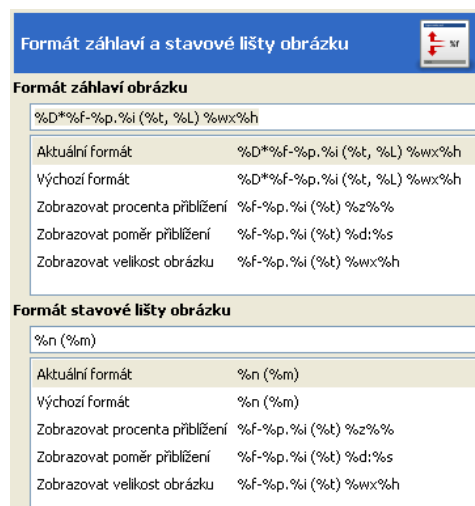 Formát záhlaví a stavové lišty obrázku
%f
Formát záhlaví obrázku
%D*%f-%p.%i (%t, %L) %wx%h
Aktuální formát %D*%f-%p.%i (%t, %L) %wx%h
Výchozí formát %D*%f-%p.%i (%t, %L) %wx%h
Zobrazovat procenta přiblížení %f-%p.%i (%t) %z%%
Zobrazovat poměr přiblížení %f-%p.%i (%t) %d:%s
Zobrazovat velikost obrázku %f-%p.%i (%t) %wx%h
Formát stavové lišty obrázku
%n (%m)
Aktuální formát %n (%m)
Výchozí formát %n (%m)
Zobrazovat procenta přiblížení %f-%p.%i (%t) %z%%
Zobrazovat poměr přiblížení %f-%p.%i (%t) %d:%s
Zobrazovat velikost obrázku %f-%p.%i (%t) %wx%h